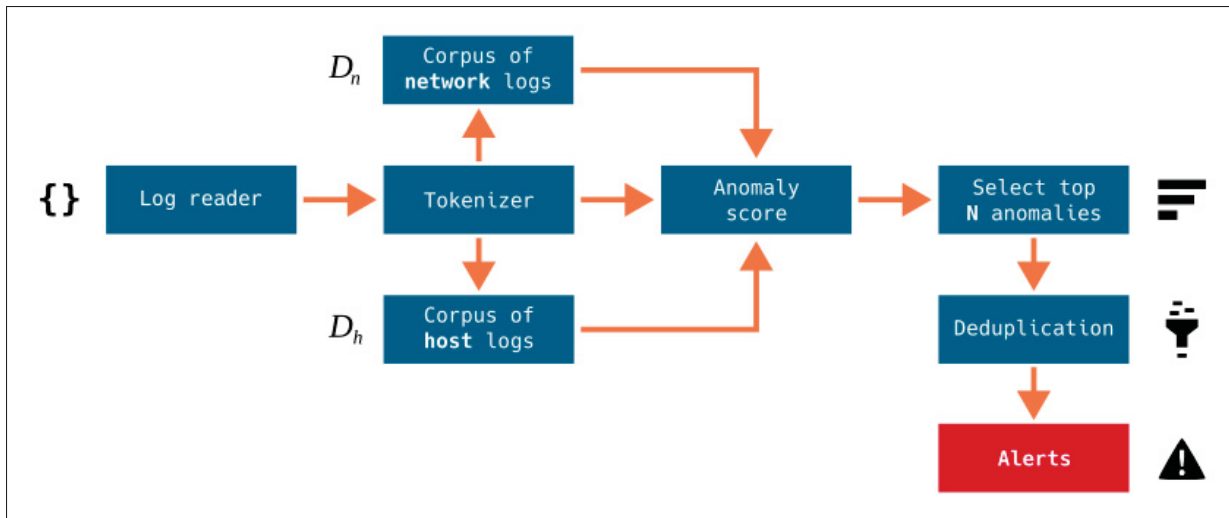 D_n
Corpus of
network logs
{}
Log reader
Tokenizer
Anomaly
score
Select top
N anomalies
D_h
Corpus of
host logs
Deduplication
Alerts
!